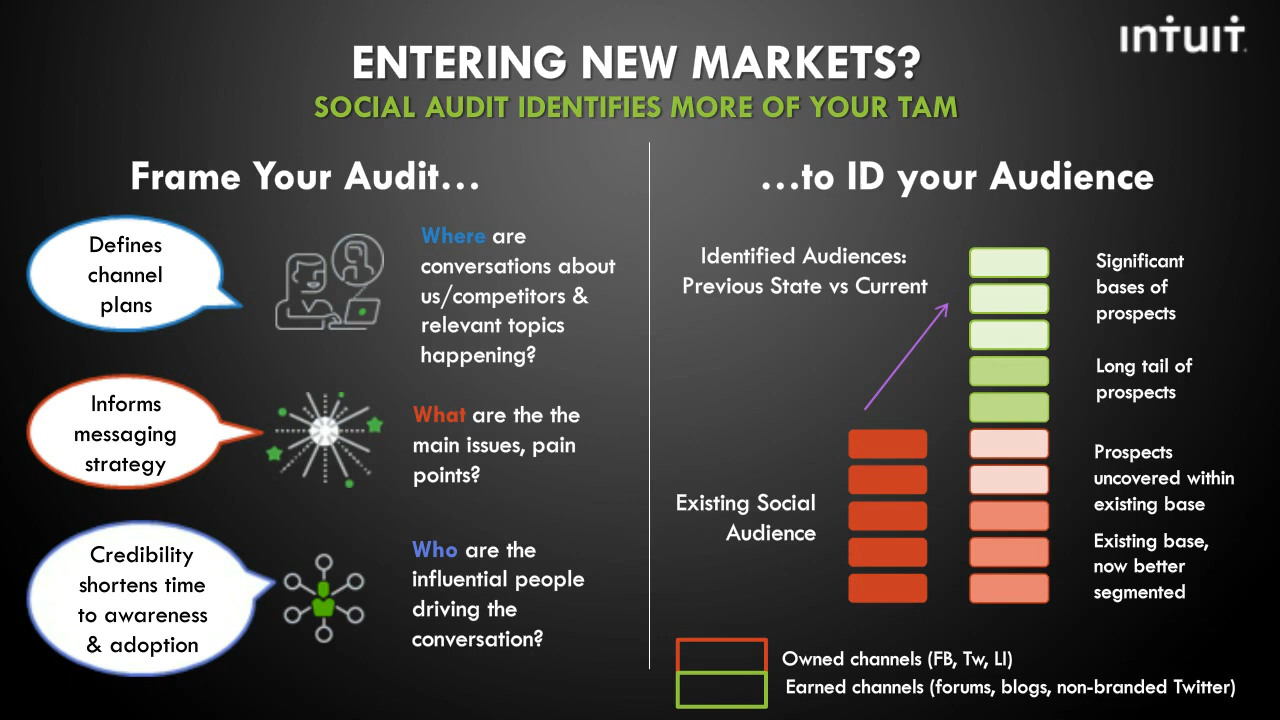 intuit.
ENTERING NEW MARKETS?
SOCIAL AUDIT IDENTIFIES MORE OF YOUR TAM
Frame Your Audit...
Defines
channel
plans
Where are
conversations about
us/competitors &
relevant topics
happening?
Informs
messaging
strategy
What are the the
main issues, pain
points?
Credibility
shortens time
to awareness
& adoption
Who are the
influential people
driving the
conversation?
...to ID your Audience
Identified Audiences:
Previous State vs Current
Significant
bases of
prospects
Long tail of
prospects
Existing Social
Audience
Prospects
uncovered within
existing base
Existing base,
now better
segmented
Owned channels (FB, Tw, LI)
Earned channels (forums, blogs, non-branded Twitter)